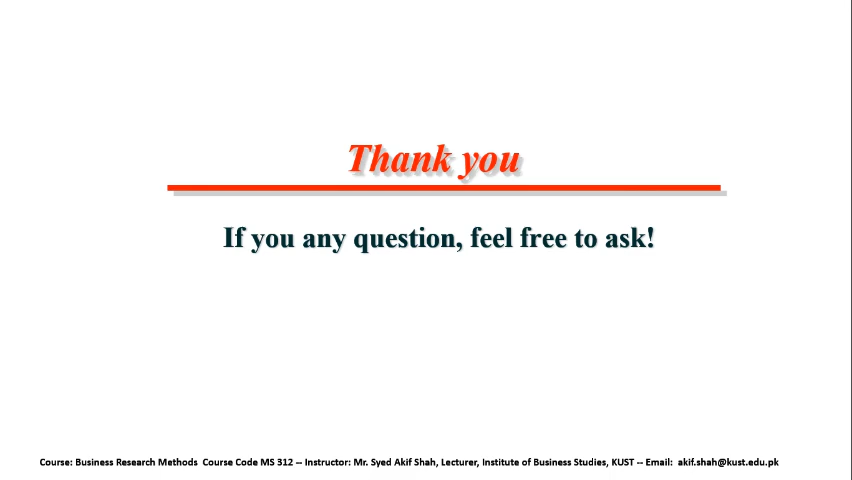 Thank you
If you any question, feel free to ask!
Course: Business Research Methods  Course Code MS 312 -- Instructor: Mr. Syed Akif Shah, Lecturer, Institute of Business Studies, KUST -- Email:  akif.shah@kust.edu.pk